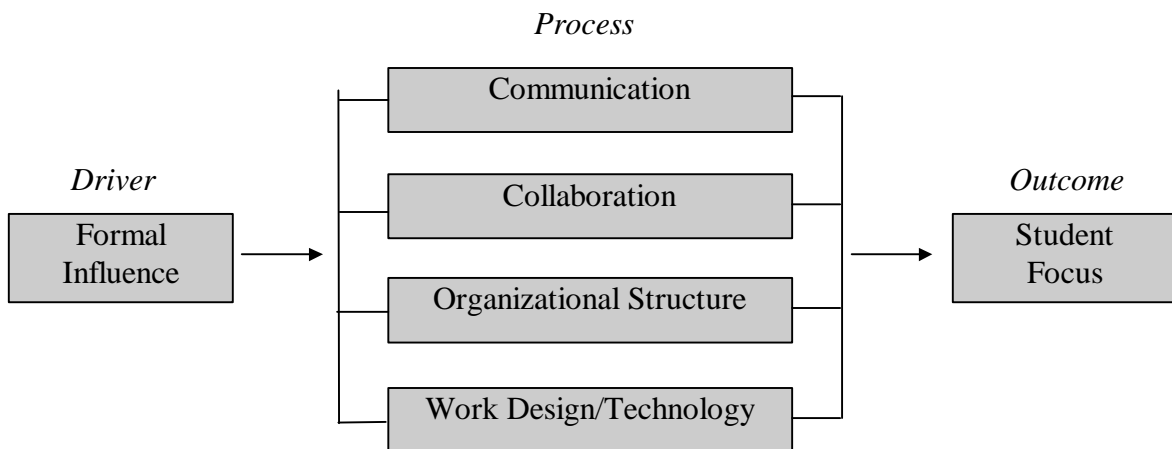 Process
Communication
Driver
Formal
Influence
Collaboration
Organizational Structure
Work Design/Technology
Outcome
Student
Focus